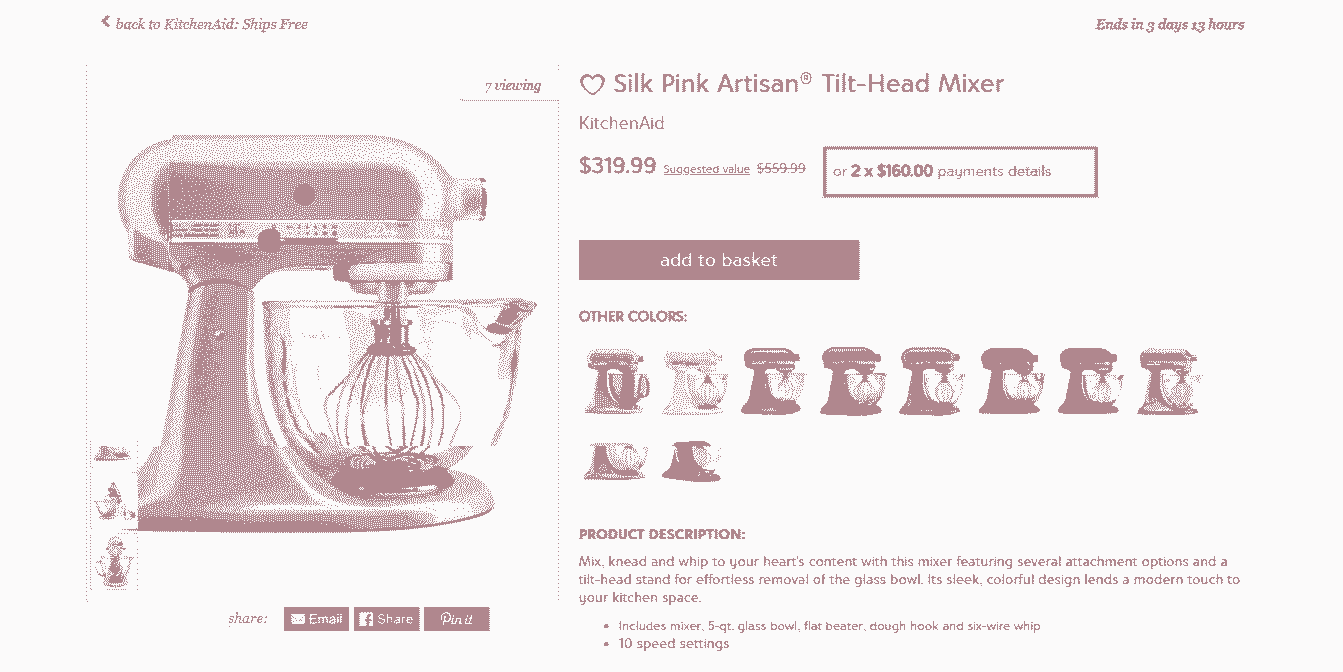 back to KitchenAid: Ships Free
Ends in 3 days 13 hours
7 viewing
Silk Pink Artisan® Tilt-Head Mixer
KitchenAid
$319.99 Suggested value $559.99 or 2 x $160.00 payments details
add to basket
OTHER COLORS:
PRODUCT DESCRIPTION:
Mix, knead and whip to your heart's content with this mixer featuring several attachment options and a
tilt-head stand for effortless removal of the glass bowl. Its sleek, colorful design lends a modern touch to
your kitchen space.
• Includes mixer, 5-qt. glass bowl, flat beater, dough hook and six-wire whip
• 10 speed settings
share: Email Share Pin it